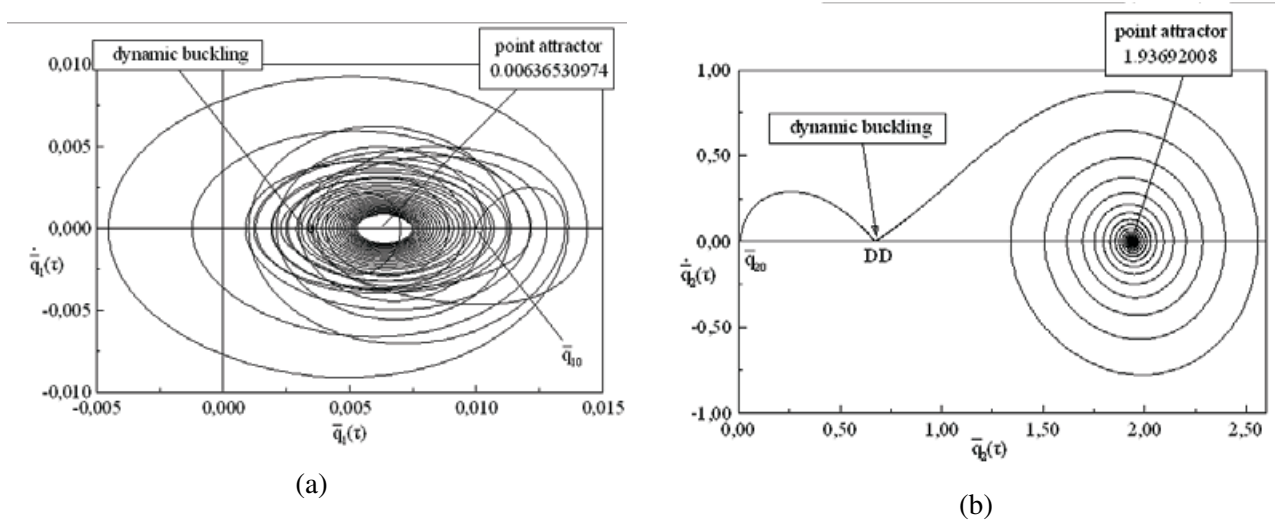 dynamic buckling
point attractor
0.00636530974
0,010
0,005
0,000
-0,005
-0,010
q̇̄₁(τ)
q̄₁₀
-0,005
0,000
0,005
0,010
0,015
q̄₁(τ)
(a)
point attractor
1.93692008
dynamic buckling
1,00
0,50
0,00
-0,50
-1,00
q̇̄₂(τ)
q̄₂₀
DD
0,00
0,50
1,00
1,50
2,00
2,50
q̄₂(τ)
(b)